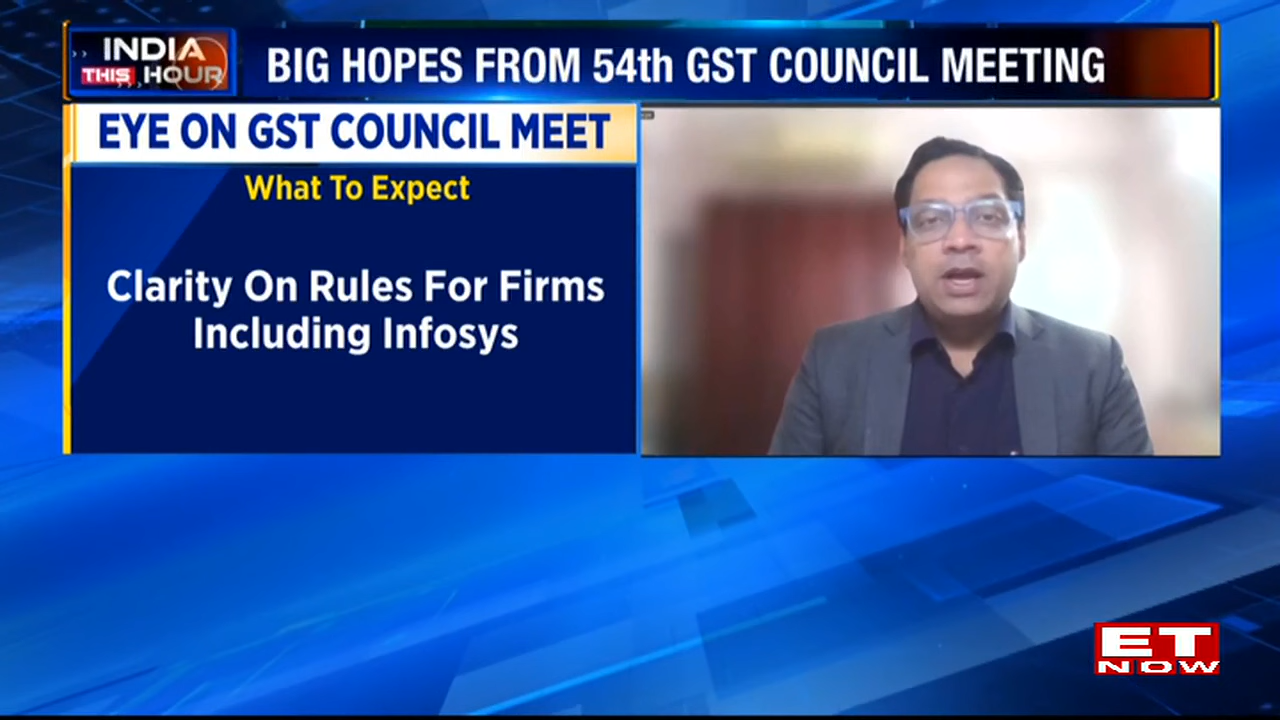 INDIA
THIS HOUR
BIG HOPES FROM 54th GST COUNCIL MEETING
EYE ON GST COUNCIL MEET
What To Expect
Clarity On Rules For Firms
Including Infosys
ET
NOW